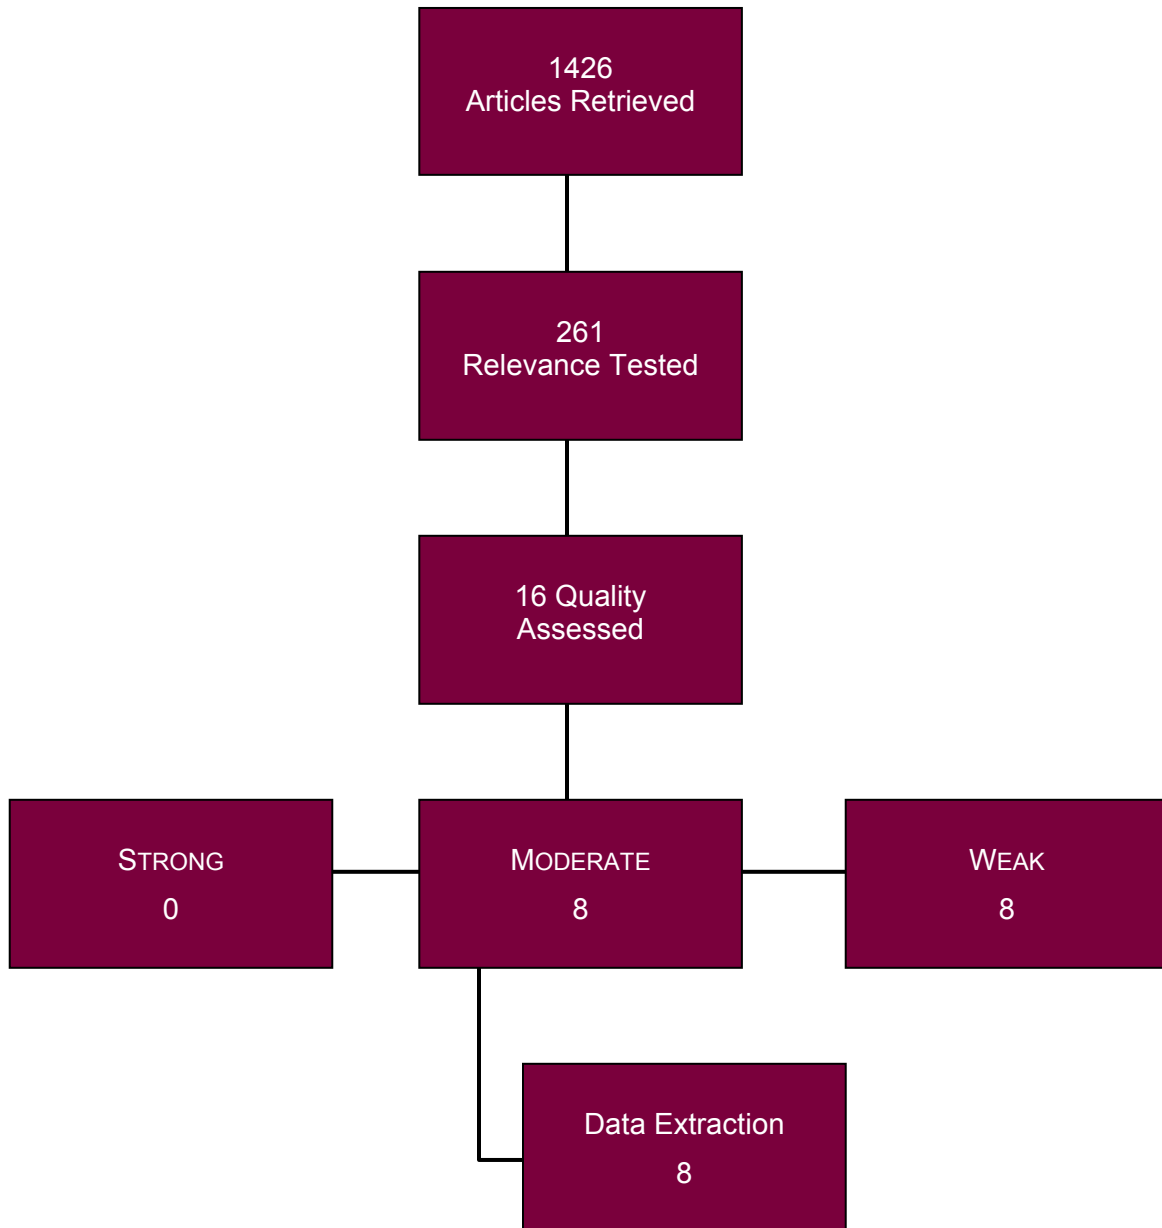 1426
Articles Retrieved
261
Relevance Tested
16 Quality
Assessed
STRONG
0
MODERATE
8
WEAK
8
Data Extraction
8